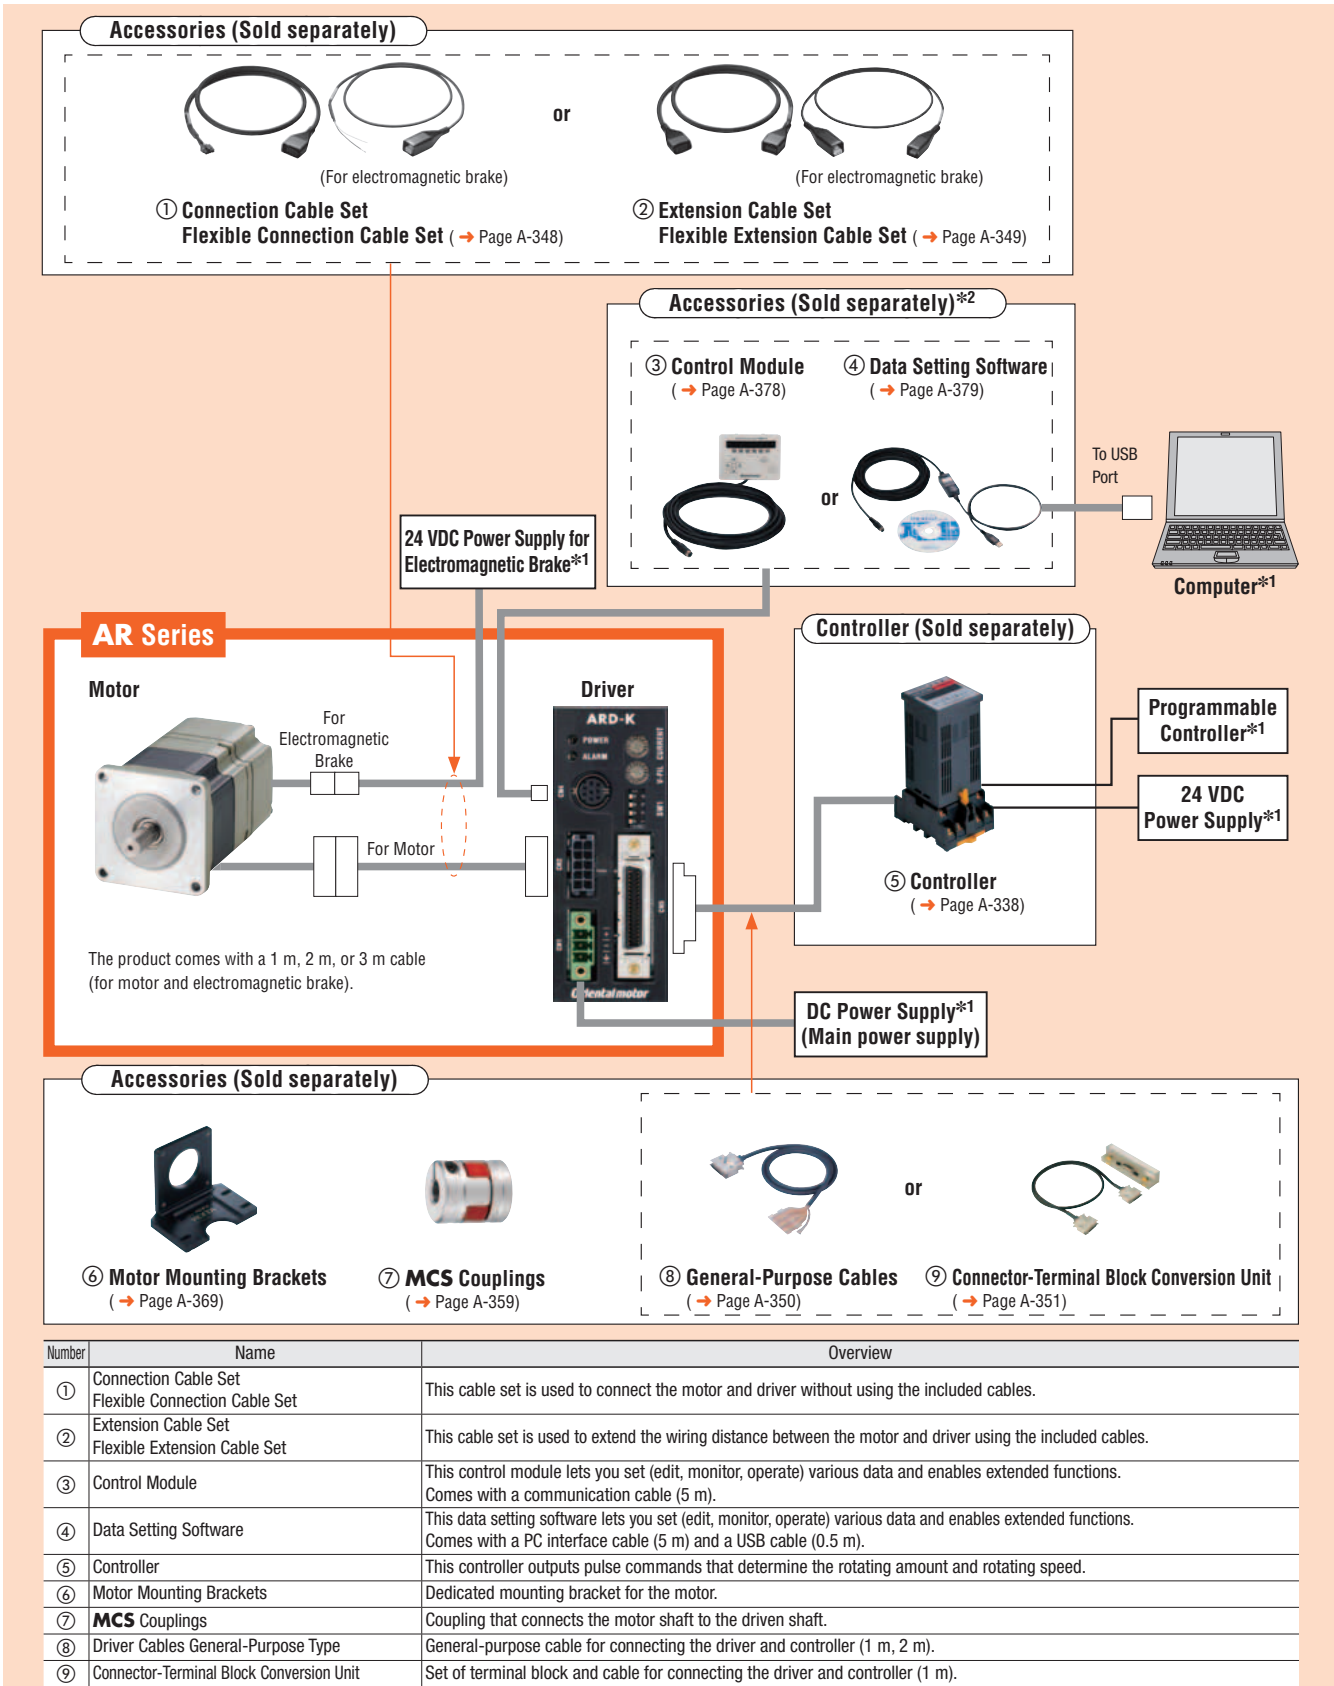 Accessories (Sold separately)
or
(For electromagnetic brake)
(For electromagnetic brake)
① Connection Cable Set
Flexible Connection Cable Set ( ➜ Page A-348)
② Extension Cable Set
Flexible Extension Cable Set ( ➜ Page A-349)
Accessories (Sold separately)*2
③ Control Module
( ➜ Page A-378)
④ Data Setting Software
( ➜ Page A-379)
or
To USB
Port
Computer*1
24 VDC Power Supply for
Electromagnetic Brake*1
AR Series
Motor
For
Electromagnetic
Brake
For Motor
Driver
ARD-K
POWER
ALARM
CURRENT
V-FIL
SW1
CN4
CN2
CN5
CN1
Orientalmotor
The product comes with a 1 m, 2 m, or 3 m cable
(for motor and electromagnetic brake).
Controller (Sold separately)
⑤ Controller
( ➜ Page A-338)
Programmable
Controller*1
24 VDC
Power Supply*1
DC Power Supply*1
(Main power supply)
Accessories (Sold separately)
⑥ Motor Mounting Brackets
( ➜ Page A-369)
⑦ MCS Couplings
( ➜ Page A-359)
or
⑧ General-Purpose Cables
( ➜ Page A-350)
⑨ Connector-Terminal Block Conversion Unit
( ➜ Page A-351)
Number Name Overview
① Connection Cable Set
Flexible Connection Cable Set
This cable set is used to connect the motor and driver without using the included cables.
② Extension Cable Set
Flexible Extension Cable Set
This cable set is used to extend the wiring distance between the motor and driver using the included cables.
③ Control Module
This control module lets you set (edit, monitor, operate) various data and enables extended functions.
Comes with a communication cable (5 m).
④ Data Setting Software
This data setting software lets you set (edit, monitor, operate) various data and enables extended functions.
Comes with a PC interface cable (5 m) and a USB cable (0.5 m).
⑤ Controller This controller outputs pulse commands that determine the rotating amount and rotating speed.
⑥ Motor Mounting Brackets Dedicated mounting bracket for the motor.
⑦ MCS Couplings Coupling that connects the motor shaft to the driven shaft.
⑧ Driver Cables General-Purpose Type General-purpose cable for connecting the driver and controller (1 m, 2 m).
⑨ Connector-Terminal Block Conversion Unit Set of terminal block and cable for connecting the driver and controller (1 m).